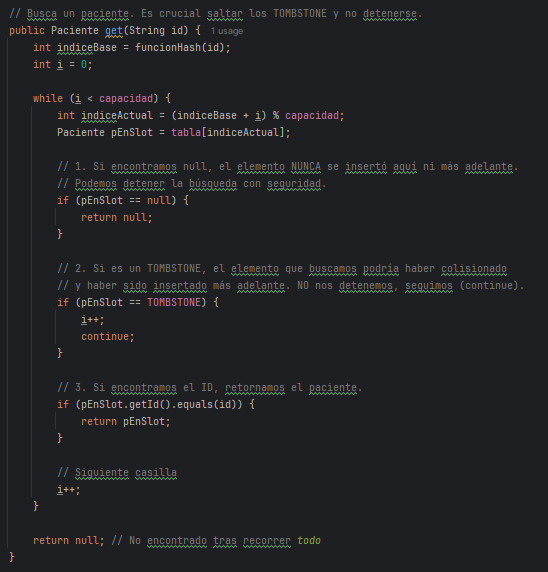 // Busca un paciente. Es crucial saltar los TOMBSTONE y no detenerse.
public Paciente get(String id) { 1 usage
    int indiceBase = funcionHash(id);
    int i = 0;

    while (i < capacidad) {
        int indiceActual = (indiceBase + i) % capacidad;
        Paciente pEnSlot = tabla[indiceActual];

        // 1. Si encontramos null, el elemento NUNCA se insertó aquí ni más adelante.
        // Podemos detener la búsqueda con seguridad.
        if (pEnSlot == null) {
            return null;
        }

        // 2. Si es un TOMBSTONE, el elemento que buscamos podría haber colisionado
        // y haber sido insertado más adelante. NO nos detenemos, seguimos (continue).
        if (pEnSlot == TOMBSTONE) {
            i++;
            continue;
        }

        // 3. Si encontramos el ID, retornamos el paciente.
        if (pEnSlot.getId().equals(id)) {
            return pEnSlot;
        }

        // Siguiente casilla
        i++;
    }

    return null; // No encontrado tras recorrer todo
}